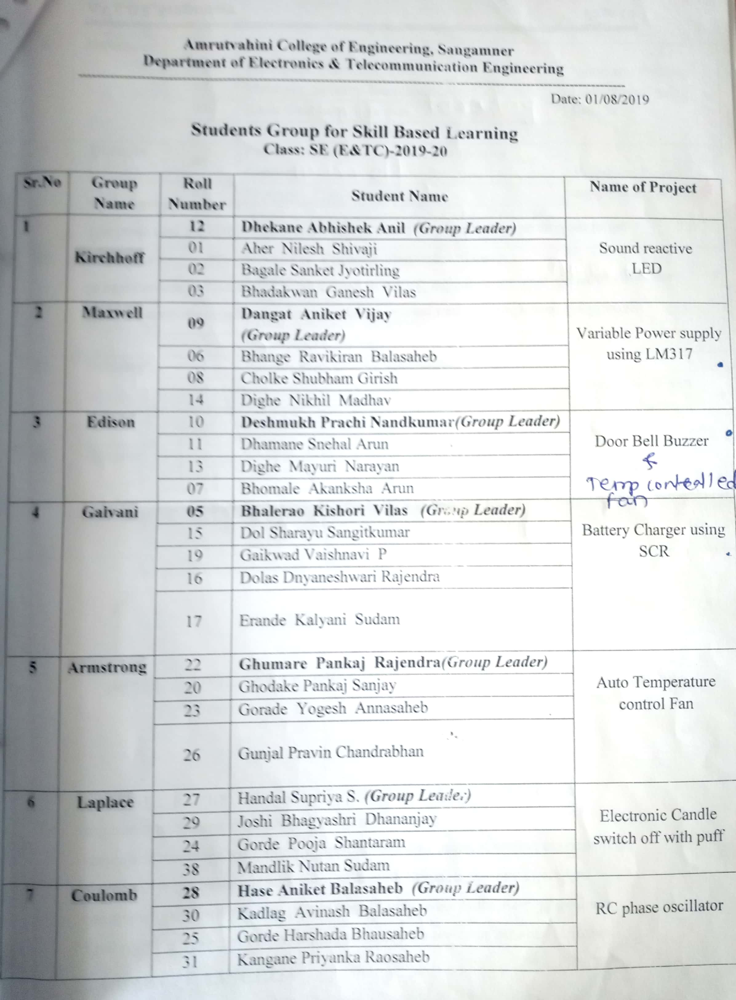 Amrutvahini College of Engineering, Sangamner
Department of Electronics & Telecommunication Engineering
Date: 01/08/2019
Students Group for Skill Based Learning
Class: SE (E&TC)-2019-20
Sr.No Group Name Roll Number Student Name Name of Project
1 Kirchhoff 12 Dhekane Abhishek Anil (Group Leader) Sound reactive LED
01 Aher Nilesh Shivaji
02 Bagale Sanket Jyotirling
03 Bhadakwan Ganesh Vilas
2 Maxwell 09 Dangat Aniket Vijay (Group Leader) Variable Power supply using LM317
06 Bhange Ravikiran Balasaheb
08 Cholke Shubham Girish
14 Dighe Nikhil Madhav
3 Edison 10 Deshmukh Prachi Nandkumar(Group Leader) Door Bell Buzzer & Temp controlled fan
11 Dhamane Snehal Arun
13 Dighe Mayuri Narayan
07 Bhomale Akanksha Arun
4 Galvani 05 Bhalerao Kishori Vilas (Group Leader) Battery Charger using SCR
15 Dol Sharayu Sangitkumar
19 Gaikwad Vaishnavi P
16 Dolas Dnyaneshwari Rajendra
17 Erande Kalyani Sudam
5 Armstrong 22 Ghumare Pankaj Rajendra(Group Leader) Auto Temperature control Fan
20 Ghodake Pankaj Sanjay
23 Gorade Yogesh Annasaheb
26 Gunjal Pravin Chandrabhan
6 Laplace 27 Handal Supriya S. (Group Leader) Electronic Candle switch off with puff
29 Joshi Bhagyashri Dhananjay
24 Gorde Pooja Shantaram
38 Mandlik Nutan Sudam
7 Coulomb 28 Hase Aniket Balasaheb (Group Leader) RC phase oscillator
30 Kadlag Avinash Balasaheb
25 Gorde Harshada Bhausaheb
31 Kangane Priyanka Raosaheb